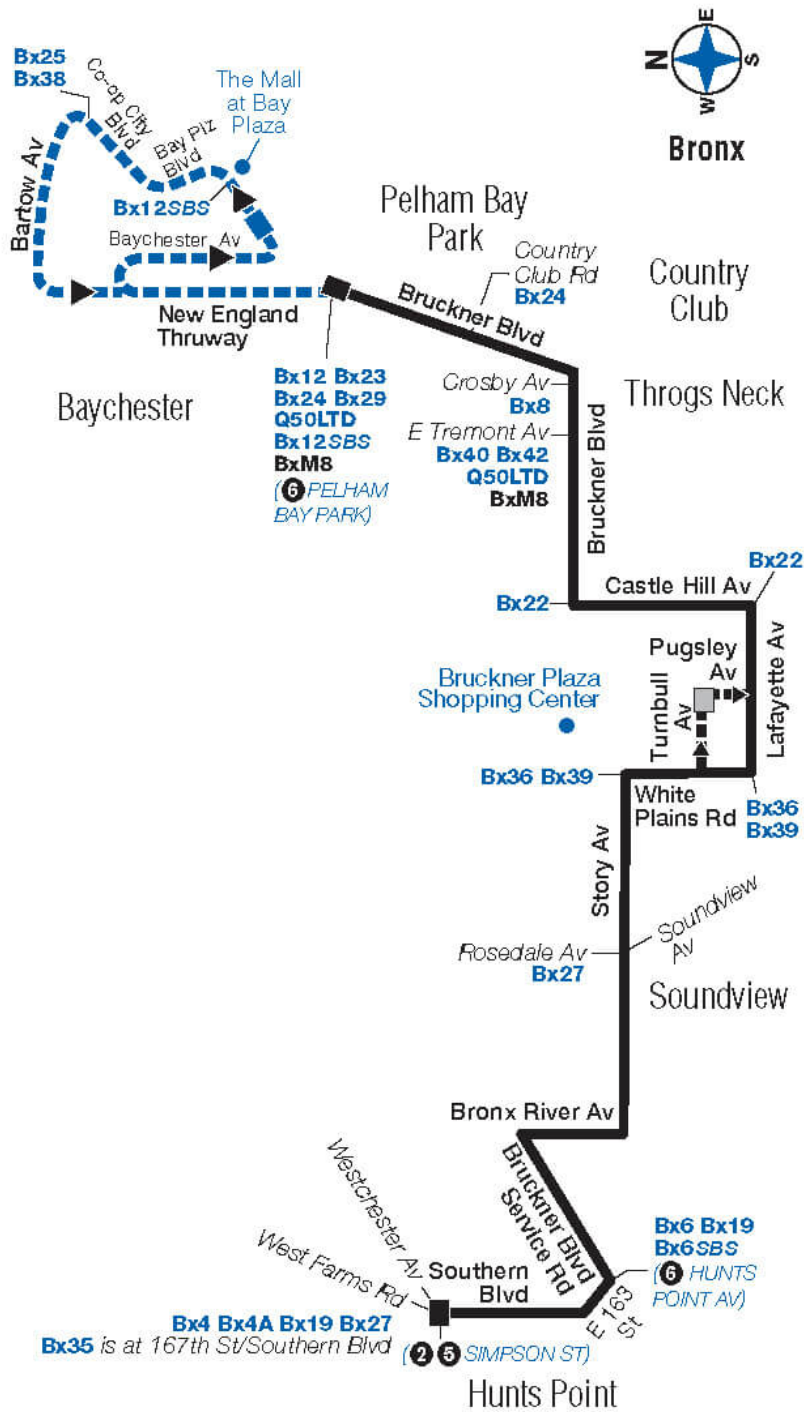 Bx25
Bx38
Co-op City
Blvd
Bay Plz
Blvd
The Mall
at Bay
Plaza
N
E
S
W
Bronx
Bartow Av
Bx12SBS
Baychester Av
New England
Thruway
Baychester
Pelham Bay
Park
Country
Club Rd
Bx24
Country
Club
Bruckner Blvd
Bx12 Bx23
Bx24 Bx29
Q50LTD
Bx12SBS
BxM8
(6 PELHAM
BAY PARK)
Crosby Av
Bx8
Throgs Neck
E Tremont Av
Bx40 Bx42
Q50LTD
BxM8
Bruckner Blvd
Bx22
Castle Hill Av
Bx22
Pugsley
Av
Turnbull
Av
Lafayette Av
Bruckner Plaza
Shopping Center
Bx36 Bx39
White
Plains Rd
Bx36
Bx39
Story Av
Rosedale Av
Bx27
Soundview
Av
Soundview
Bronx River Av
Bruckner Blvd
Service Rd
Bx6 Bx19
Bx6SBS
(6 HUNTS
POINT AV)
Westchester Av
West Farms Rd
Southern
Blvd
E 163
St
Bx4 Bx4A Bx19 Bx27
Bx35 is at 167th St/Southern Blvd
(2 5 SIMPSON ST)
Hunts Point